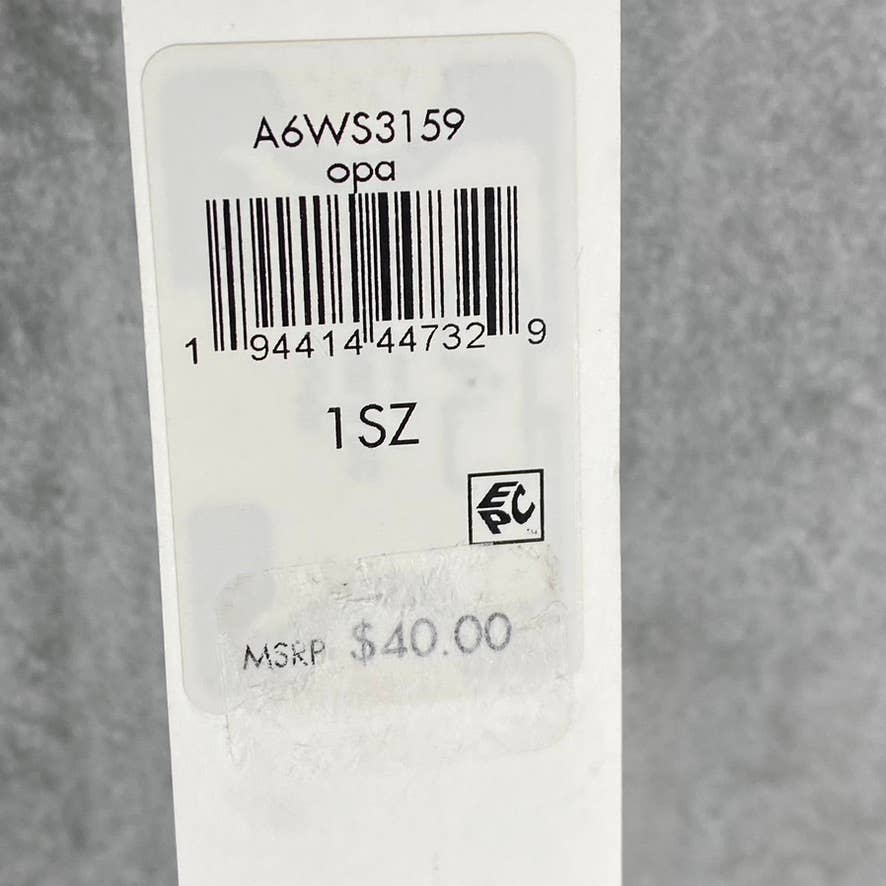 A6WS3159
opa
1 94414 44732 9
1SZ
EPC
MSRP $40.00